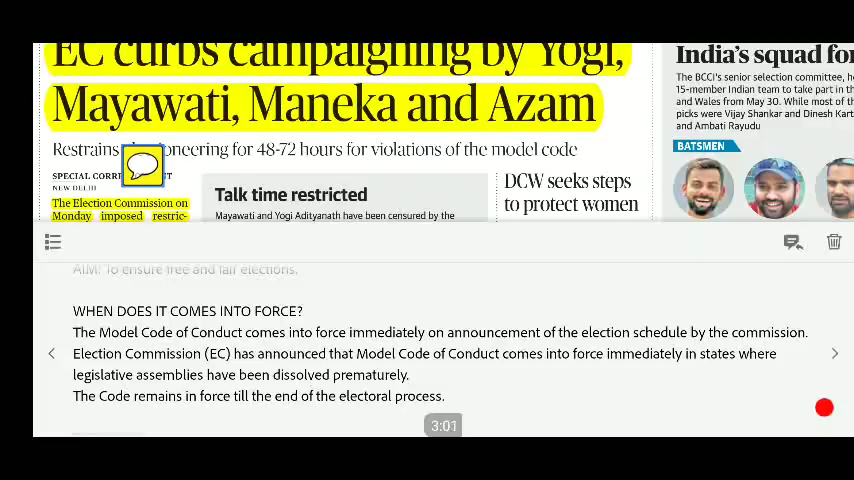 EC curbs campaigning by Yogi,
Mayawati, Maneka and Azam
Restrains oneering for 48-72 hours for violations of the model code
SPECIAL CORRE T
NEW DELHI
The Election Commission on
Monday imposed restric-
Talk time restricted
Mayawati and Yogi Adityanath have been censured by the
DCW seeks steps
to protect women
India's squad for
The BCCI's senior selection committee, he
15-member Indian team to take part in th
and Wales from May 30. While most of th
picks were Vijay Shankar and Dinesh Kart
and Ambati Rayudu
BATSMEN
AIM: To ensure free and fair elections.
WHEN DOES IT COMES INTO FORCE?
The Model Code of Conduct comes into force immediately on announcement of the election schedule by the commission.
Election Commission (EC) has announced that Model Code of Conduct comes into force immediately in states where
legislative assemblies have been dissolved prematurely.
The Code remains in force till the end of the electoral process.
3:01